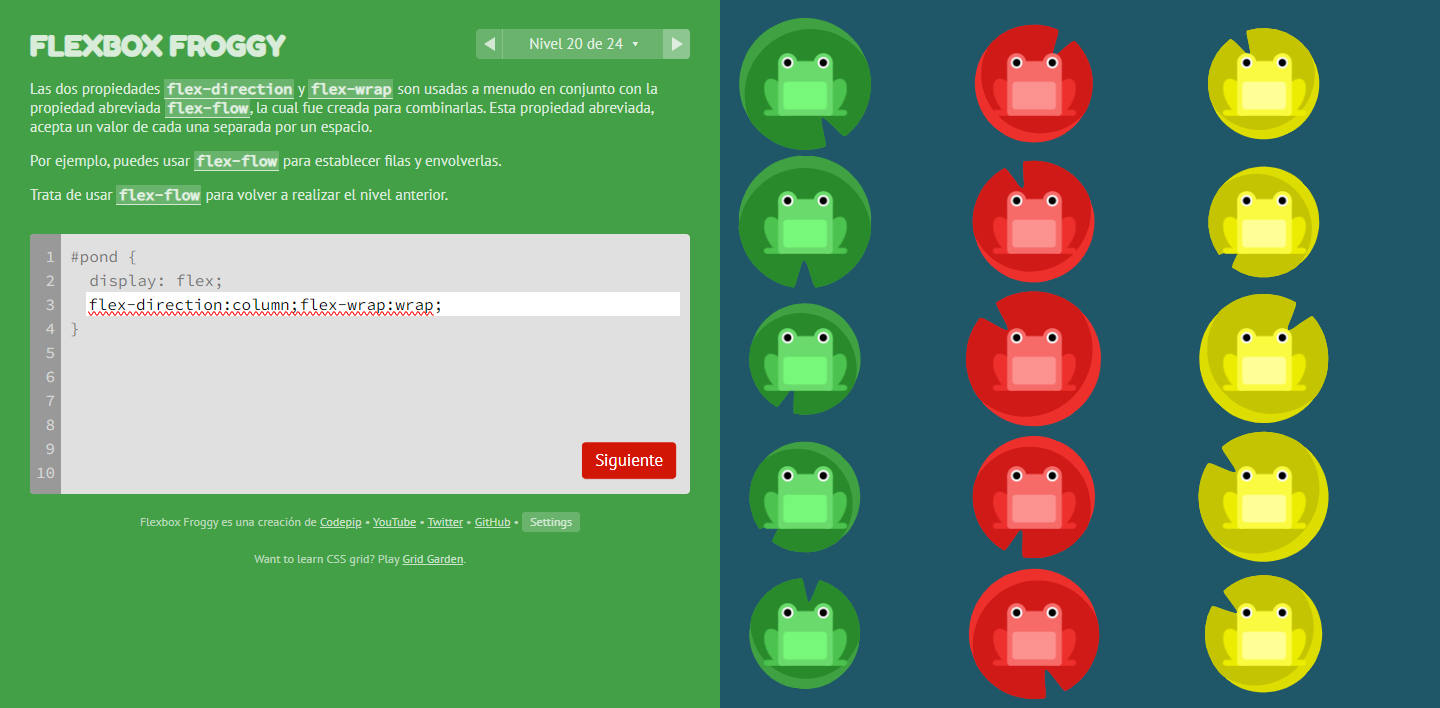 FLEXBOX FROGGY
Nivel 20 de 24
Las dos propiedades flex-direction y flex-wrap son usadas a menudo en conjunto con la
propiedad abreviada flex-flow, la cual fue creada para combinarlas. Esta propiedad abreviada,
acepta un valor de cada una separada por un espacio.
Por ejemplo, puedes usar flex-flow para establecer filas y envolverlas.
Trata de usar flex-flow para volver a realizar el nivel anterior.
1 #pond {
2 display: flex;
3 flex-direction:column;flex-wrap:wrap;
4 }
5
6
7
8
9
10
Siguiente
Flexbox Froggy es una creación de Codepip • YouTube • Twitter • GitHub • Settings
Want to learn CSS grid? Play Grid Garden.